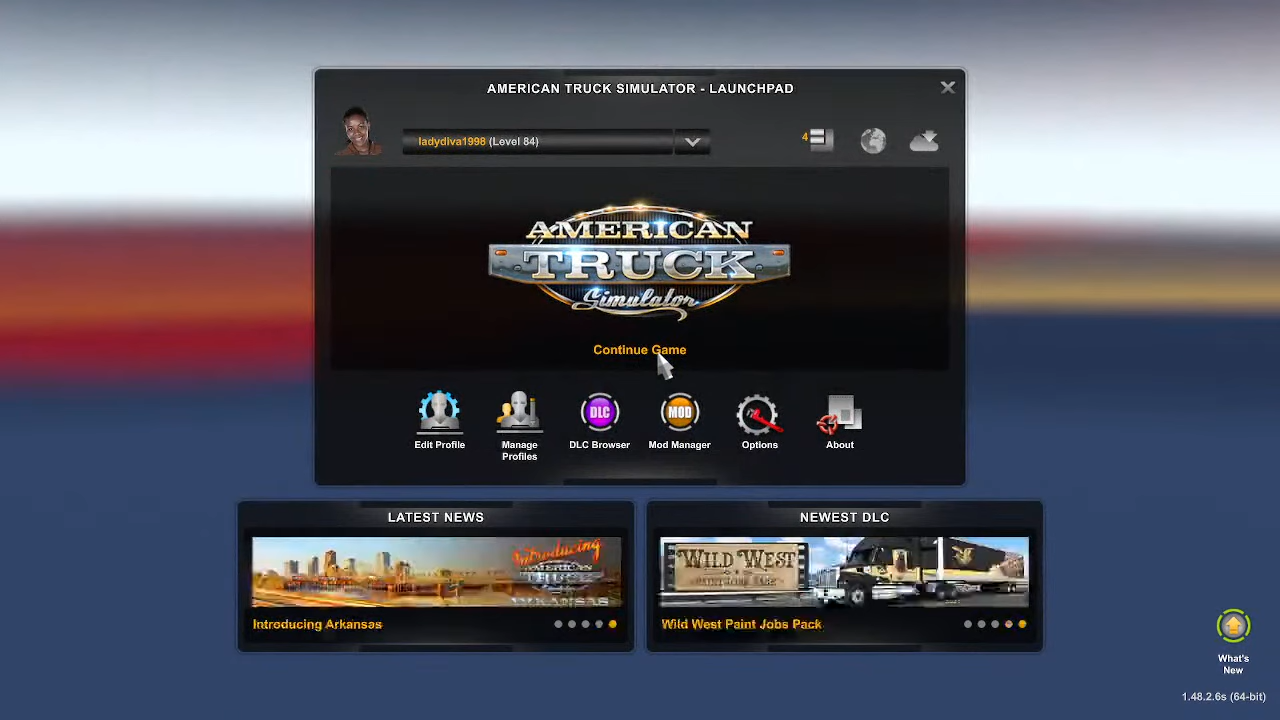 AMERICAN TRUCK SIMULATOR - LAUNCHPAD
ladydiva1998 (Level 84)
4
AMERICAN
TRUCK
Simulator
Continue Game
DLC
MOD
Edit Profile
Manage
Profiles
DLC Browser
Mod Manager
Options
About
LATEST NEWS
Introducing
AMERICAN
TRUCK
ARKANSAS
Introducing Arkansas
NEWEST DLC
WILD WEST
Wild West Paint Jobs Pack
What's
New
1.48.2.6s (64-bit)